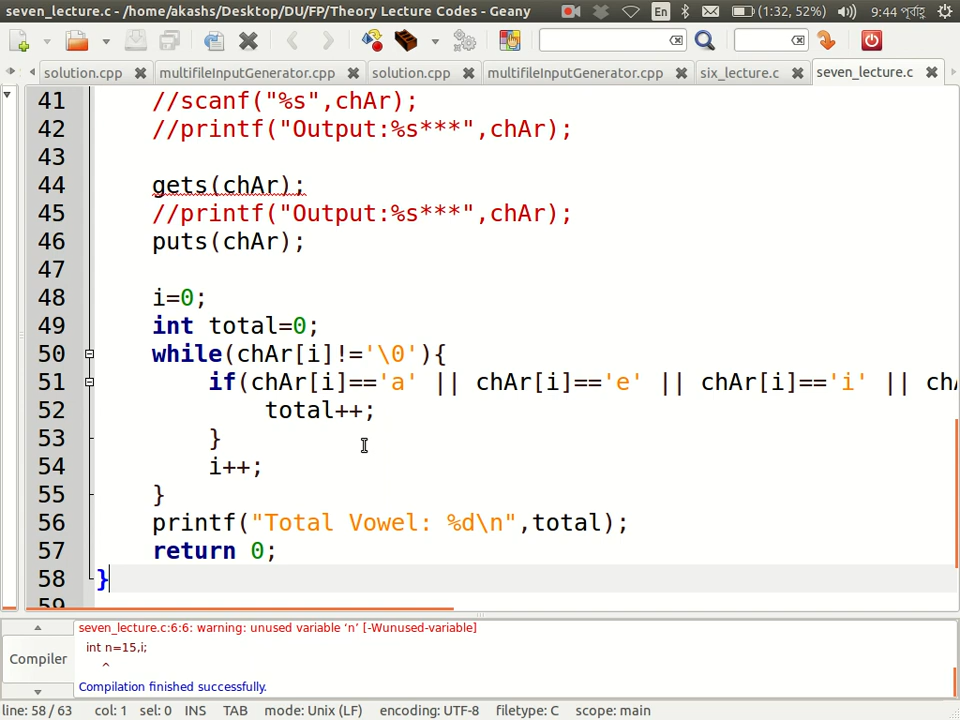 seven_lecture.c - /home/akashs/Desktop/DU/FP/Theory Lecture Codes - Geany
En (1:32, 52%) 9:44 পূর্বাহ্ণ
solution.cpp multifileInputGenerator.cpp solution.cpp multifileInputGenerator.cpp six_lecture.c seven_lecture.c
41 //scanf("%s",chAr);
42 //printf("Output:%s***",chAr);
43
44 gets(chAr);
45 //printf("Output:%s***",chAr);
46 puts(chAr);
47
48 i=0;
49 int total=0;
50 while(chAr[i]!='\0'){
51 if(chAr[i]=='a' || chAr[i]=='e' || chAr[i]=='i' || chA
52 total++;
53 }
54 i++;
55 }
56 printf("Total Vowel: %d\n",total);
57 return 0;
58 }
59
Compiler
seven_lecture.c:6:6: warning: unused variable ‘n’ [-Wunused-variable]
int n=15,i;
^
Compilation finished successfully.
line: 58 / 63 col: 1 sel: 0 INS TAB mode: Unix (LF) encoding: UTF-8 filetype: C scope: main